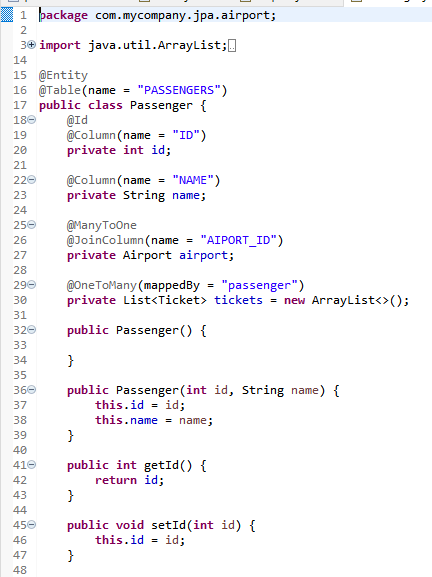 1 package com.mycompany.jpa.airport;
2
3 import java.util.ArrayList;
14
15 @Entity
16 @Table(name = "PASSENGERS")
17 public class Passenger {
18     @Id
19     @Column(name = "ID")
20     private int id;
21
22     @Column(name = "NAME")
23     private String name;
24
25     @ManyToOne
26     @JoinColumn(name = "AIPORT_ID")
27     private Airport airport;
28
29     @OneToMany(mappedBy = "passenger")
30     private List<Ticket> tickets = new ArrayList<>();
31
32     public Passenger() {
33
34     }
35
36     public Passenger(int id, String name) {
37         this.id = id;
38         this.name = name;
39     }
40
41     public int getId() {
42         return id;
43     }
44
45     public void setId(int id) {
46         this.id = id;
47     }
48